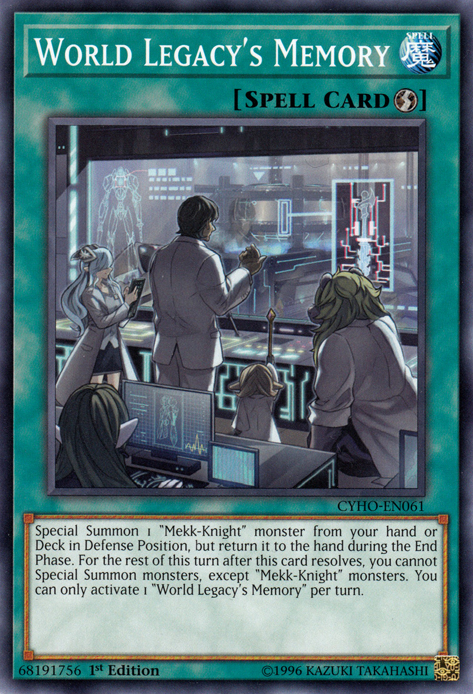 WORLD LEGACY'S MEMORY
SPELL
魔
[SPELL CARD]
CYHO-EN061
Special Summon 1 "Mekk-Knight" monster from your hand or
Deck in Defense Position, but return it to the hand during the End
Phase. For the rest of this turn after this card resolves, you cannot
Special Summon monsters, except "Mekk-Knight" monsters. You
can only activate 1 "World Legacy's Memory" per turn.
68191756 1st Edition ©1996 KAZUKI TAKAHASHI